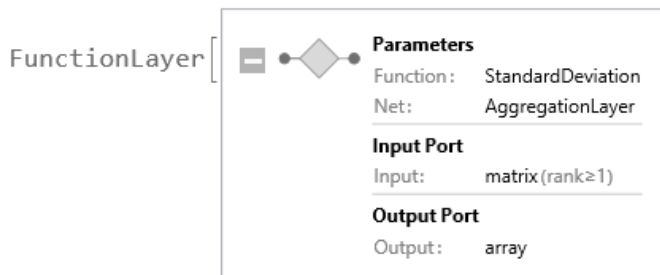 FunctionLayer[
Parameters
Function: StandardDeviation
Net: AggregationLayer
Input Port
Input: matrix (rank≥1)
Output Port
Output: array